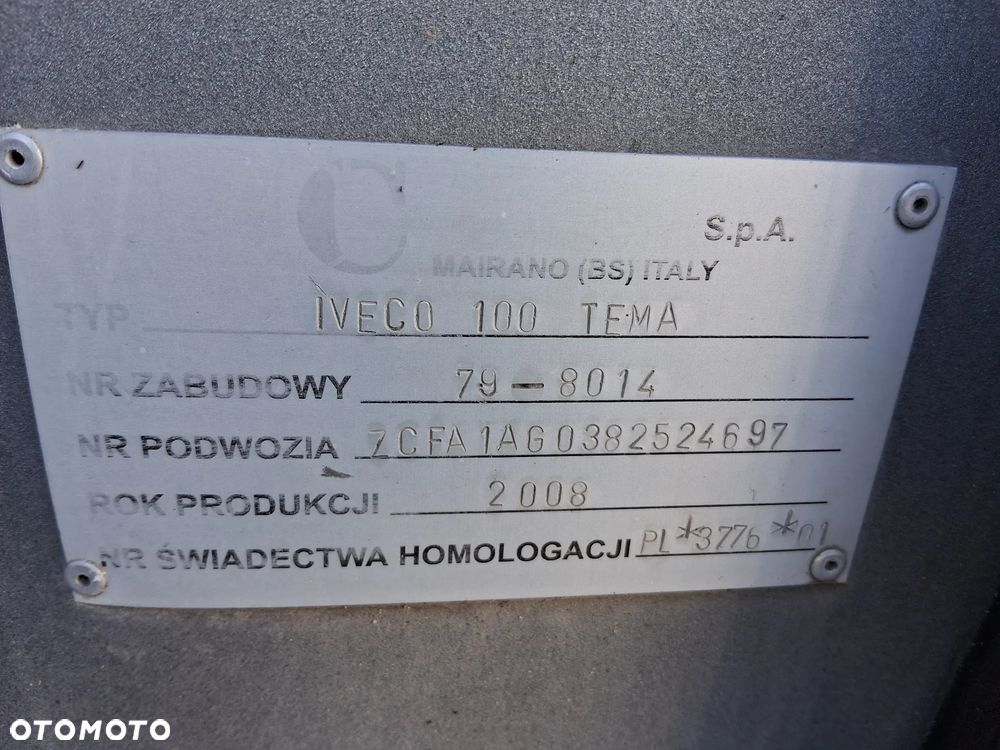 C
S.p.A.
MAIRANO (BS) ITALY
TYP IVECO 100 TEMA
NR ZABUDOWY 79-8014
NR PODWOZIA ZCFA1AG0382524697
ROK PRODUKCJI 2008
NR ŚWIADECTWA HOMOLOGACJI PL*3776*01
OTOMOTO